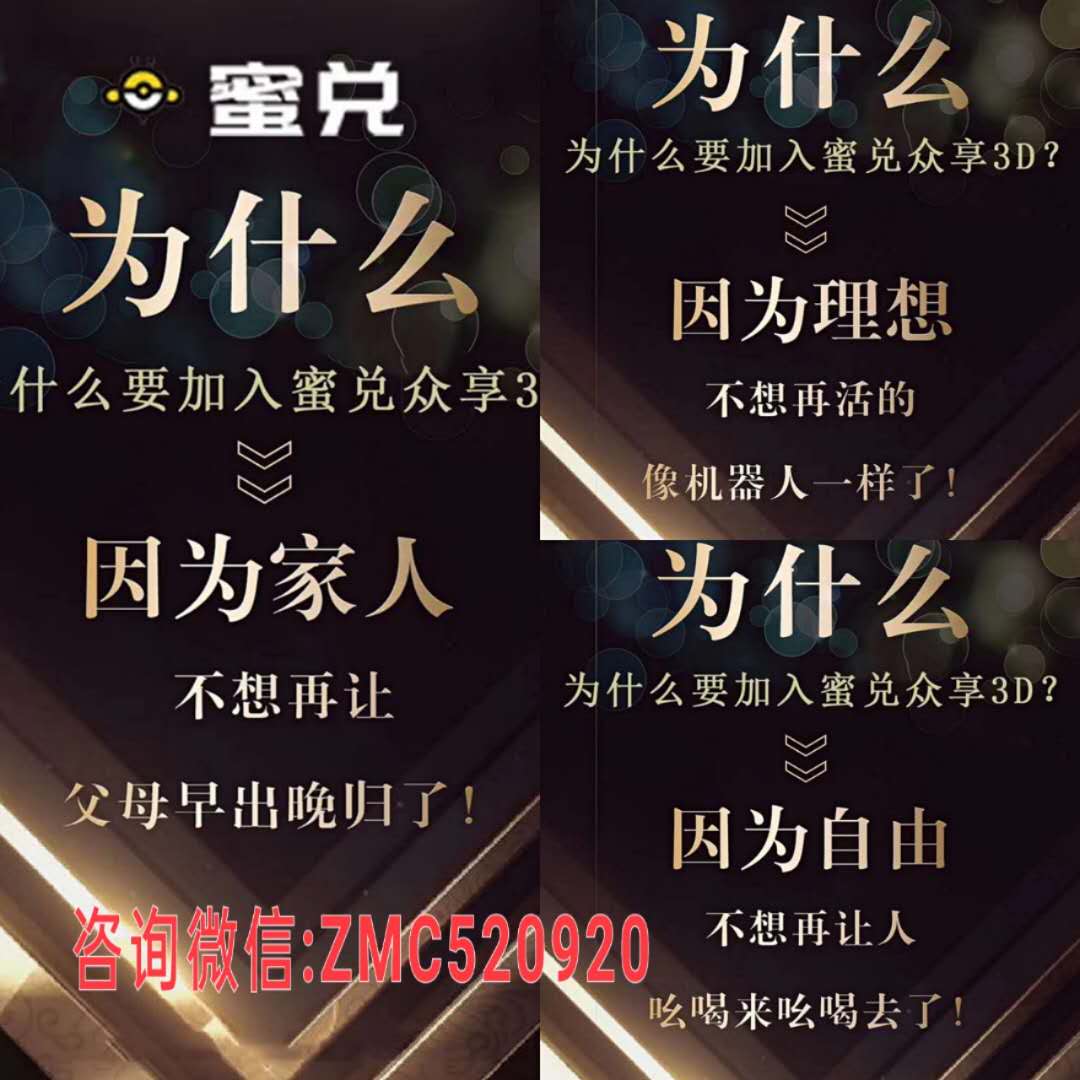 蜜兑
为什么
什么要加入蜜兑众享3
因为家人
不想再让
父母早出晚归了!
咨询微信:ZMC520920
为什么
为什么要加入蜜兑众享3D?
因为理想
不想再活的
像机器人一样了!
为什么
为什么要加入蜜兑众享3D?
因为自由
不想再让人
吆喝来吆喝去了!